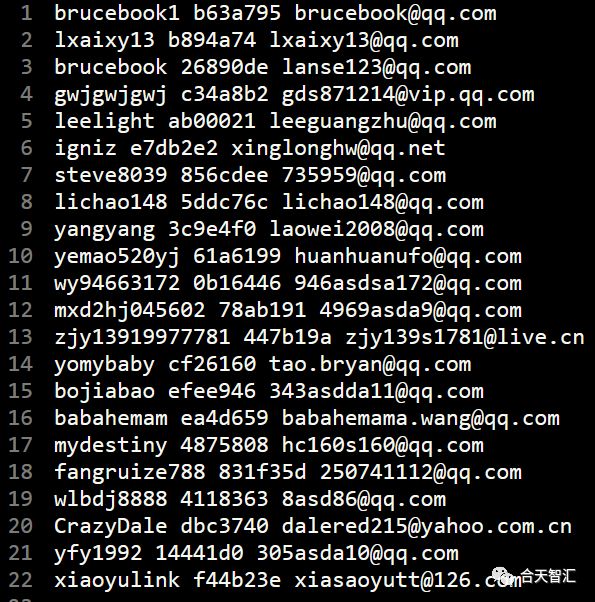 1 brucebook1 b63a795 brucebook@qq.com
2 lxaixy13 b894a74 lxaixy13@qq.com
3 brucebook 26890de lanse123@qq.com
4 gwjgwjgwj c34a8b2 gds871214@vip.qq.com
5 leelight ab00021 leeguangzhu@qq.com
6 igniz e7db2e2 xinglonghw@qq.net
7 steve8039 856cdee 735959@qq.com
8 lichao148 5ddc76c lichao148@qq.com
9 yangyang 3c9e4f0 laowei2008@qq.com
10 yemao520yj 61a6199 huanhuanufo@qq.com
11 wy94663172 0b16446 946asdsa172@qq.com
12 mxd2hj045602 78ab191 4969asda9@qq.com
13 zjy13919977781 447b19a zjy139s1781@live.cn
14 yomybaby cf26160 tao.bryan@qq.com
15 bojiabao efee946 343asdda11@qq.com
16 babahemam ea4d659 babahemama.wang@qq.com
17 mydestiny 4875808 hc160s160@qq.com
18 fangruize788 831f35d 250741112@qq.com
19 wlbdj8888 4118363 8asd86@qq.com
20 CrazyDale dbc3740 dalered215@yahoo.com.cn
21 yfy1992 14441d0 305asda10@qq.com
22 xiaoyulink f44b23e xiasaoyutt@126.com
合天智汇